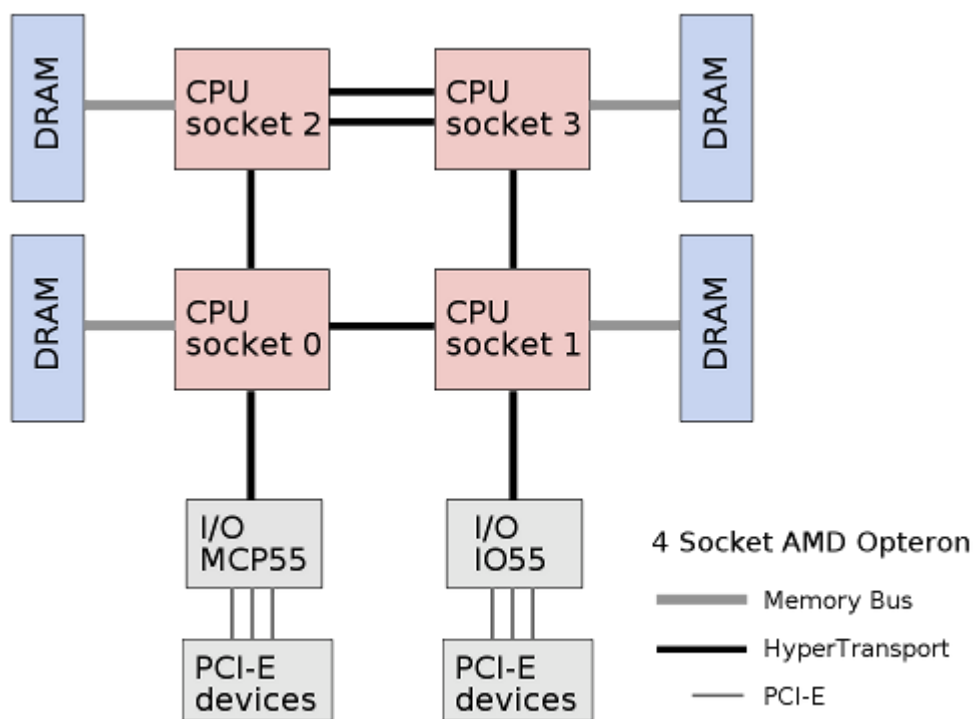 DRAM
CPU
socket 2
CPU
socket 3
DRAM
DRAM
CPU
socket 0
CPU
socket 1
DRAM
I/O
MCP55
I/O
IO55
4 Socket AMD Opteron
Memory Bus
HyperTransport
PCI-E
devices
PCI-E
devices
PCI-E